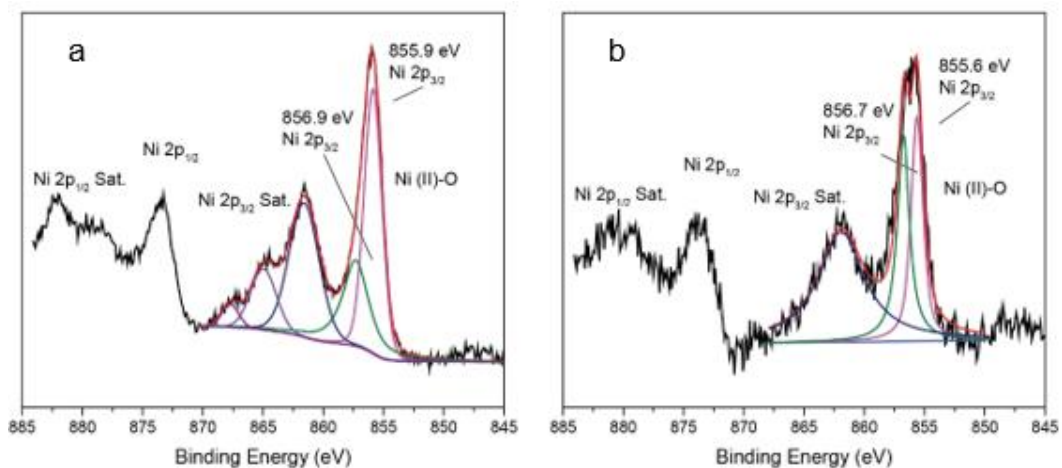 a
855.9 eV
Ni 2p3/2
856.9 eV
Ni 2p3/2
Ni 2p1/2
Ni 2p1/2 Sat.
Ni 2p3/2 Sat.
Ni (II)-O
885 880 875 870 865 860 855 850 845
Binding Energy (eV)
b
855.6 eV
Ni 2p3/2
856.7 eV
Ni 2p3/2
Ni 2p1/2
Ni 2p1/2 Sat.
Ni 2p3/2 Sat.
Ni (II)-O
885 880 875 870 865 860 855 850 845
Binding Energy (eV)